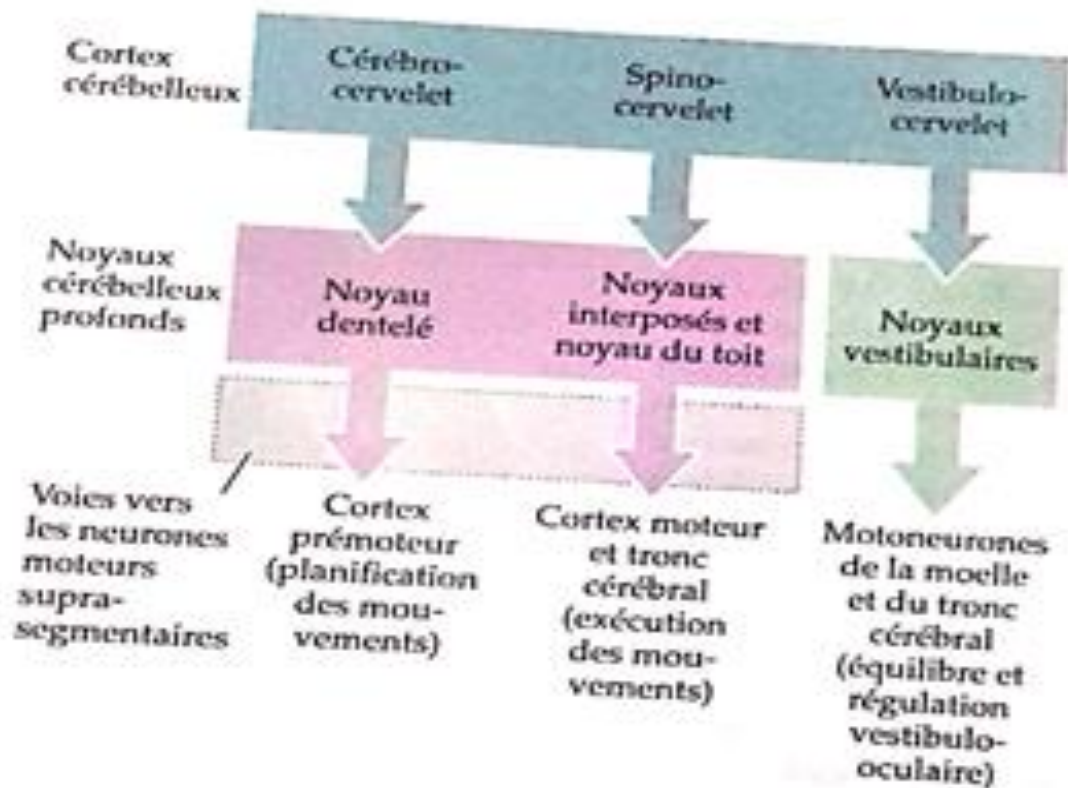 Cortex
cérébelleux
Cérébro-
cervelet
Spino-
cervelet
Vestibulo-
cervelet
Noyaux
cérébelleux
profonds
Noyau
dentelé
Noyaux
interposés et
noyau du toit
Noyaux
vestibulaires
Voies vers
les neurones
moteurs
supra-
segmentaires
Cortex
prémoteur
(planification
des mou-
vements)
Cortex moteur
et tronc
cérébral
(exécution
des mou-
vements)
Motoneurones
de la moelle
et du tronc
cérébral
(équilibre et
régulation
vestibulo-
oculaire)